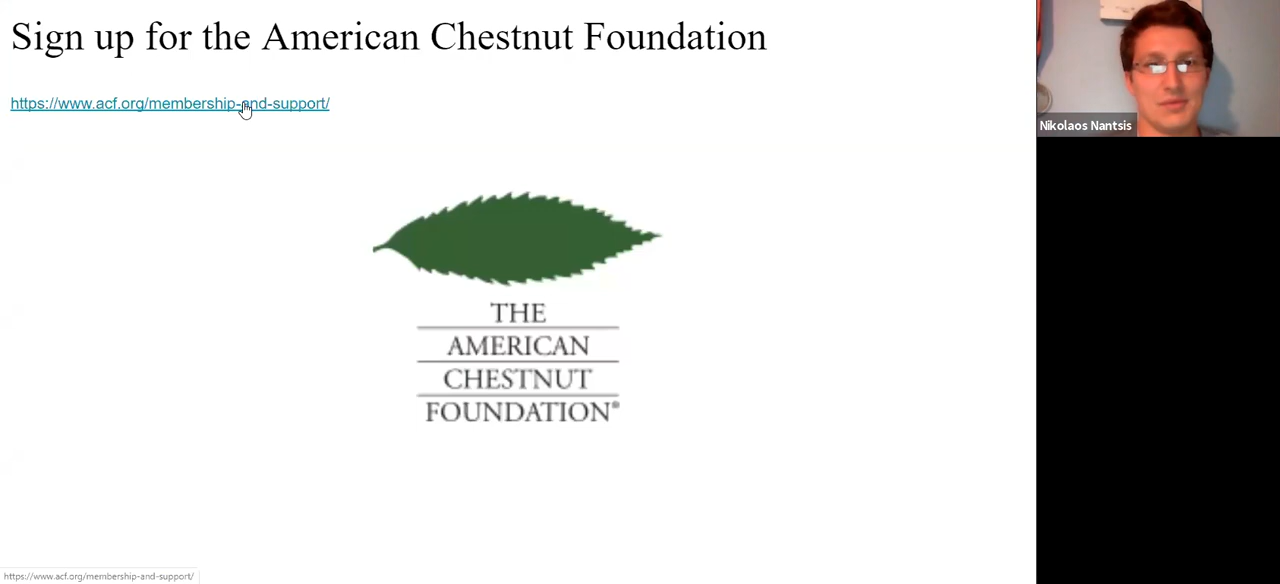 Sign up for the American Chestnut Foundation
https://www.acf.org/membership-and-support/
THE
AMERICAN
CHESTNUT
FOUNDATION®
Nikolaos Nantsis
https://www.acf.org/membership-and-support/